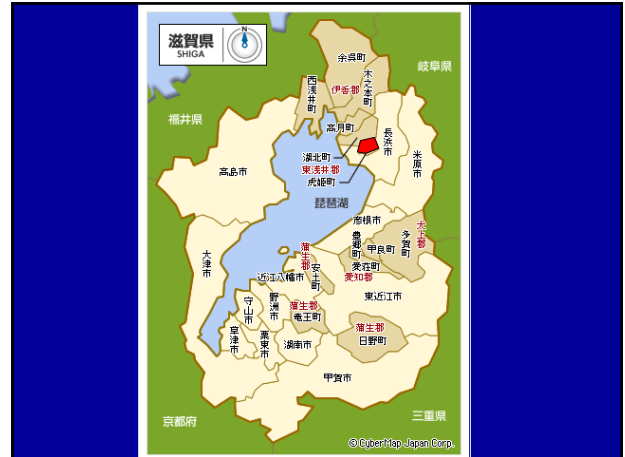 滋賀県
SHIGA
N
余呉町
岐阜県
西浅井町
木之本町
伊香郡
福井県
高月町
長浜市
米原市
湖北町
東浅井郡
虎姫町
高島市
琵琶湖
彦根市
犬上郡
多賀町
豊郷町
甲良町
大津市
蒲生郡
安土町
愛荘町
愛知郡
近江八幡市
東近江市
守山市
野洲市
蒲生郡
竜王町
蒲生郡
日野町
草津市
栗東市
湖南市
甲賀市
京都府
三重県
© CyberMap Japan Corp.